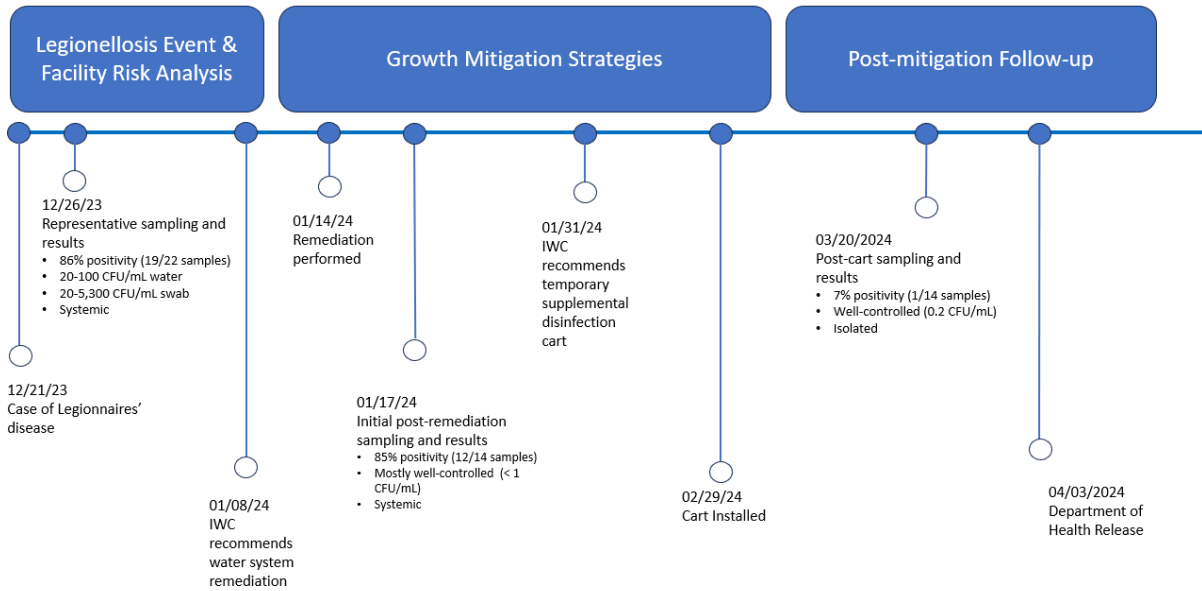 Legionellosis Event &
Facility Risk Analysis
Growth Mitigation Strategies
Post-mitigation Follow-up
12/26/23
Representative sampling and
results
• 86% positivity (19/22 samples)
• 20-100 CFU/mL water
• 20-5,300 CFU/mL swab
• Systemic
12/21/23
Case of Legionnaires’
disease
01/08/24
IWC
recommends
water system
remediation
01/14/24
Remediation
performed
01/17/24
Initial post-remediation
sampling and results
• 85% positivity (12/14 samples)
• Mostly well-controlled (< 1
CFU/mL)
• Systemic
01/31/24
IWC
recommends
temporary
supplemental
disinfection
cart
02/29/24
Cart Installed
03/20/2024
Post-cart sampling and
results
• 7% positivity (1/14 samples)
• Well-controlled (0.2 CFU/mL)
• Isolated
04/03/2024
Department of
Health Release